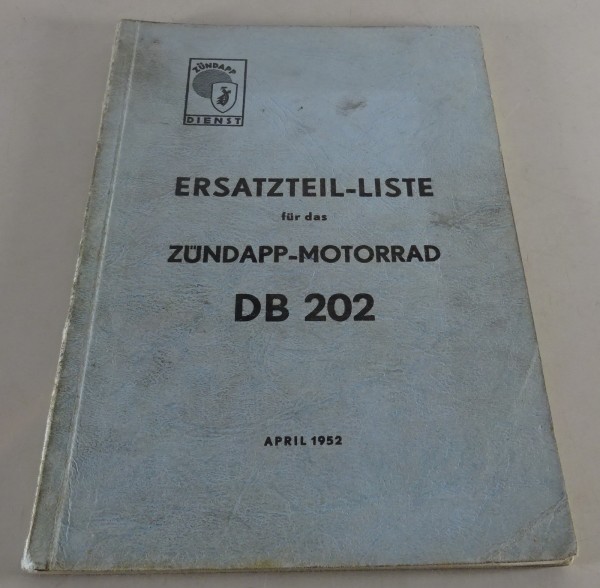 ZÜNDAPP
DIENST
ERSATZTEIL-LISTE
für das
ZÜNDAPP-MOTORRAD
DB 202
APRIL 1952